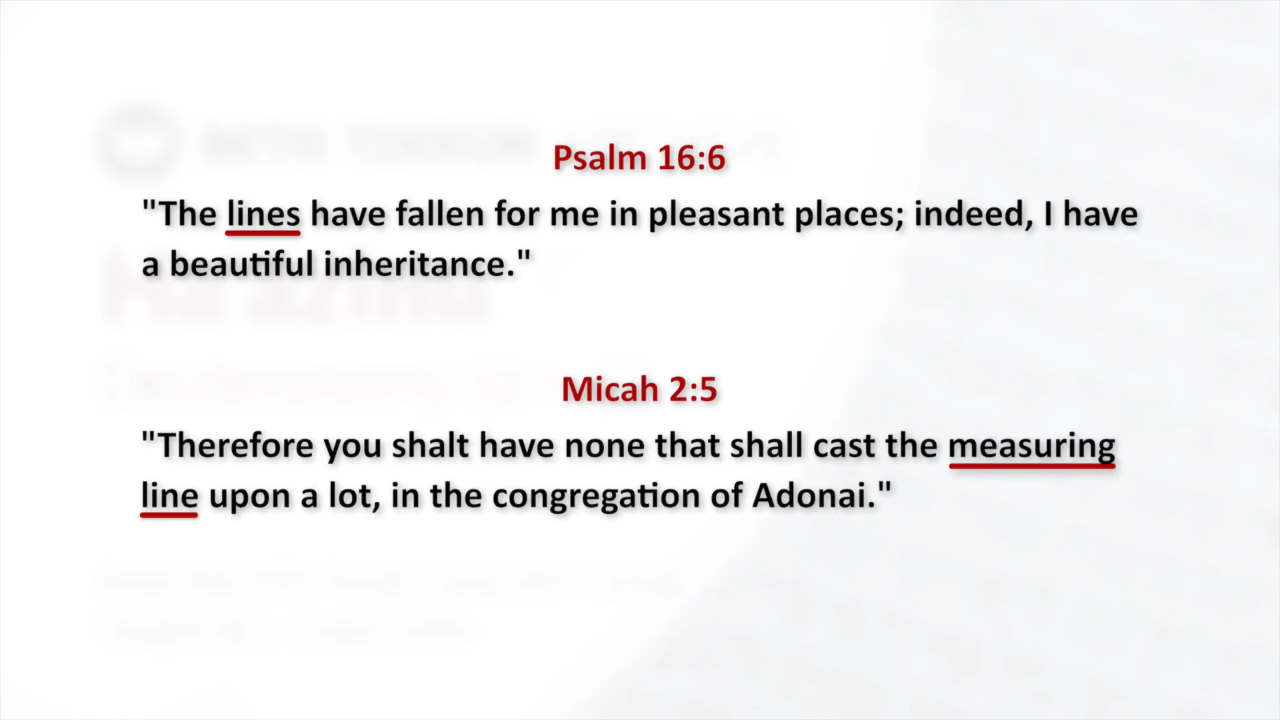 Psalm 16:6
"The lines have fallen for me in pleasant places; indeed, I have
a beautiful inheritance."
Micah 2:5
"Therefore you shalt have none that shall cast the measuring
line upon a lot, in the congregation of Adonai."